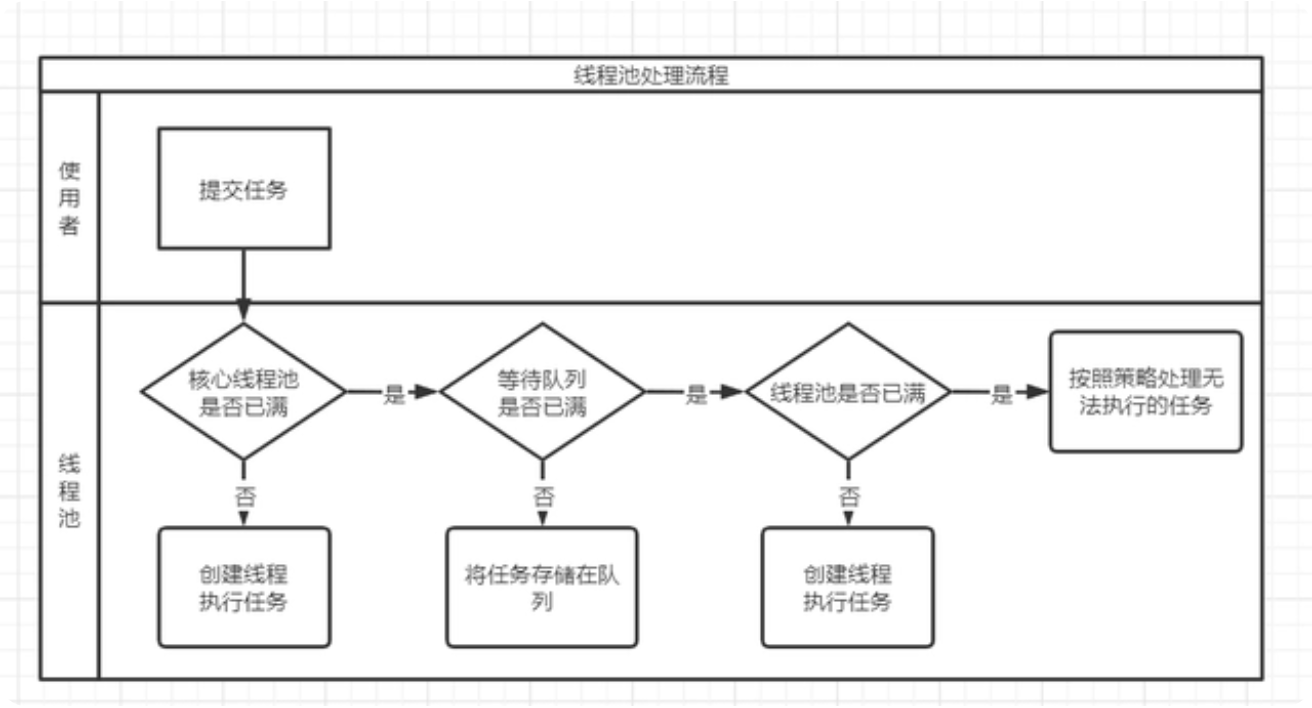 线程池处理流程
使
用
者
提交任务
线
程
池
核心线程池
是否已满
是
等待队列
是否已满
是
线程池是否已满
是
按照策略处理无
法执行的任务
否
否
否
创建线程
执行任务
将任务存储在队
列
创建线程
执行任务